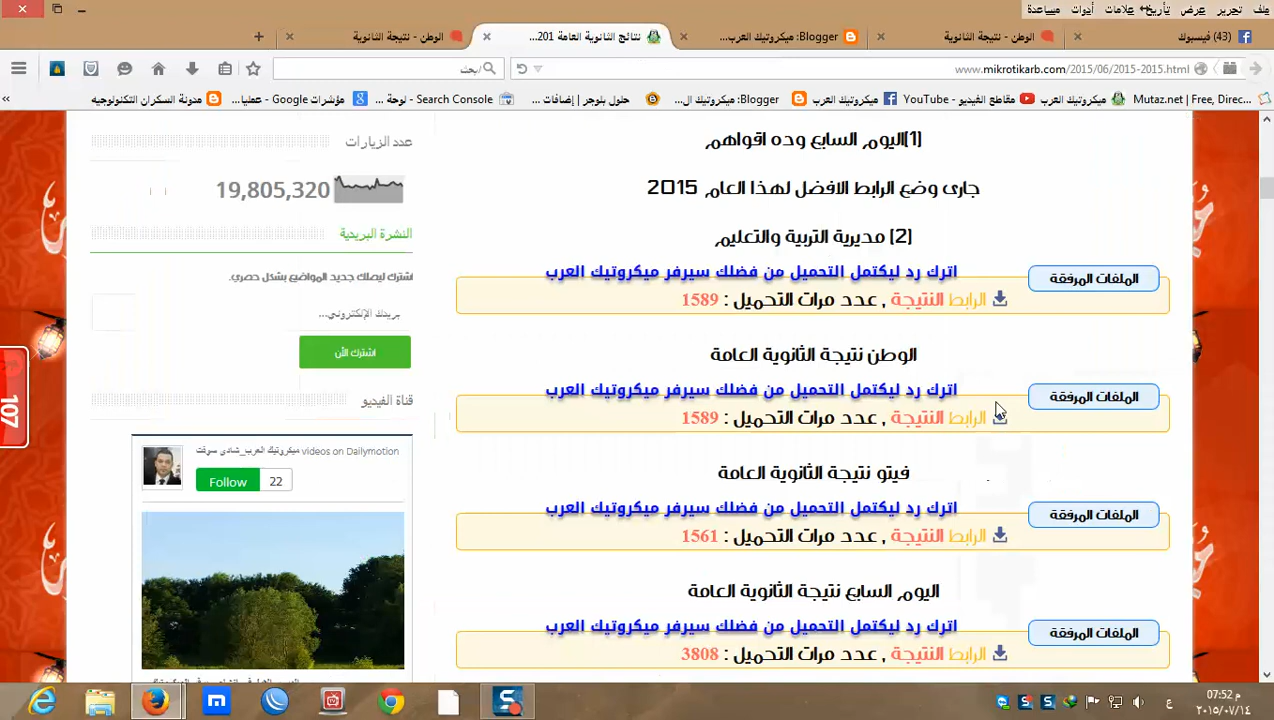 ملف تحرير عرض تأريخ علامات أدوات مساعدة
(43) فيسبوك
الوطن - نتيجة الثانوية
Blogger: ميكروتيك العرب...
نتائج الثانوية العامة 201...
الوطن - نتيجة الثانوية
www.mikrotikarb.com/2015/06/2015-2015.html
بحث
Mutaz.net | Free, Direc...
ميكروتيك العرب
مقاطع الفيديو - YouTube
ميكروتيك العرب
Blogger: ميكروتيك ال...
حلول بلوجر | إضافات ...
Search Console - لوحة ...
مؤشرات Google - عمليا...
مدونة السكران التكنولوجيه
(1)اليوم السابع وده اقواهم
جارى وضع الرابط الافضل لهذا العام 2015
(2) مديرية التربية والتعليم
الملفات المرفقة
اترك رد ليكتمل التحميل من فضلك سيرفر ميكروتيك العرب
الرابط النتيجة , عدد مرات التحميل : 1589
الوطن نتيجة الثانوية العامة
الملفات المرفقة
اترك رد ليكتمل التحميل من فضلك سيرفر ميكروتيك العرب
الرابط النتيجة , عدد مرات التحميل : 1589
فيتو نتيجة الثانوية العامة
الملفات المرفقة
اترك رد ليكتمل التحميل من فضلك سيرفر ميكروتيك العرب
الرابط النتيجة , عدد مرات التحميل : 1561
اليوم السابع نتيجة الثانوية العامة
الملفات المرفقة
اترك رد ليكتمل التحميل من فضلك سيرفر ميكروتيك العرب
الرابط النتيجة , عدد مرات التحميل : 3808
عدد الزيارات
19,805,320
النشرة البريدية
اشترك ليصلك جديد المواضيع بشكل حصري.
بريدك الإلكتروني...
اشترك الآن
قناة الفيديو
ميكروتيك العرب_شادى سوفت videos on Dailymotion
Follow 22
107
07:52 م
٢٠١٥/٠٧/١٤
ع